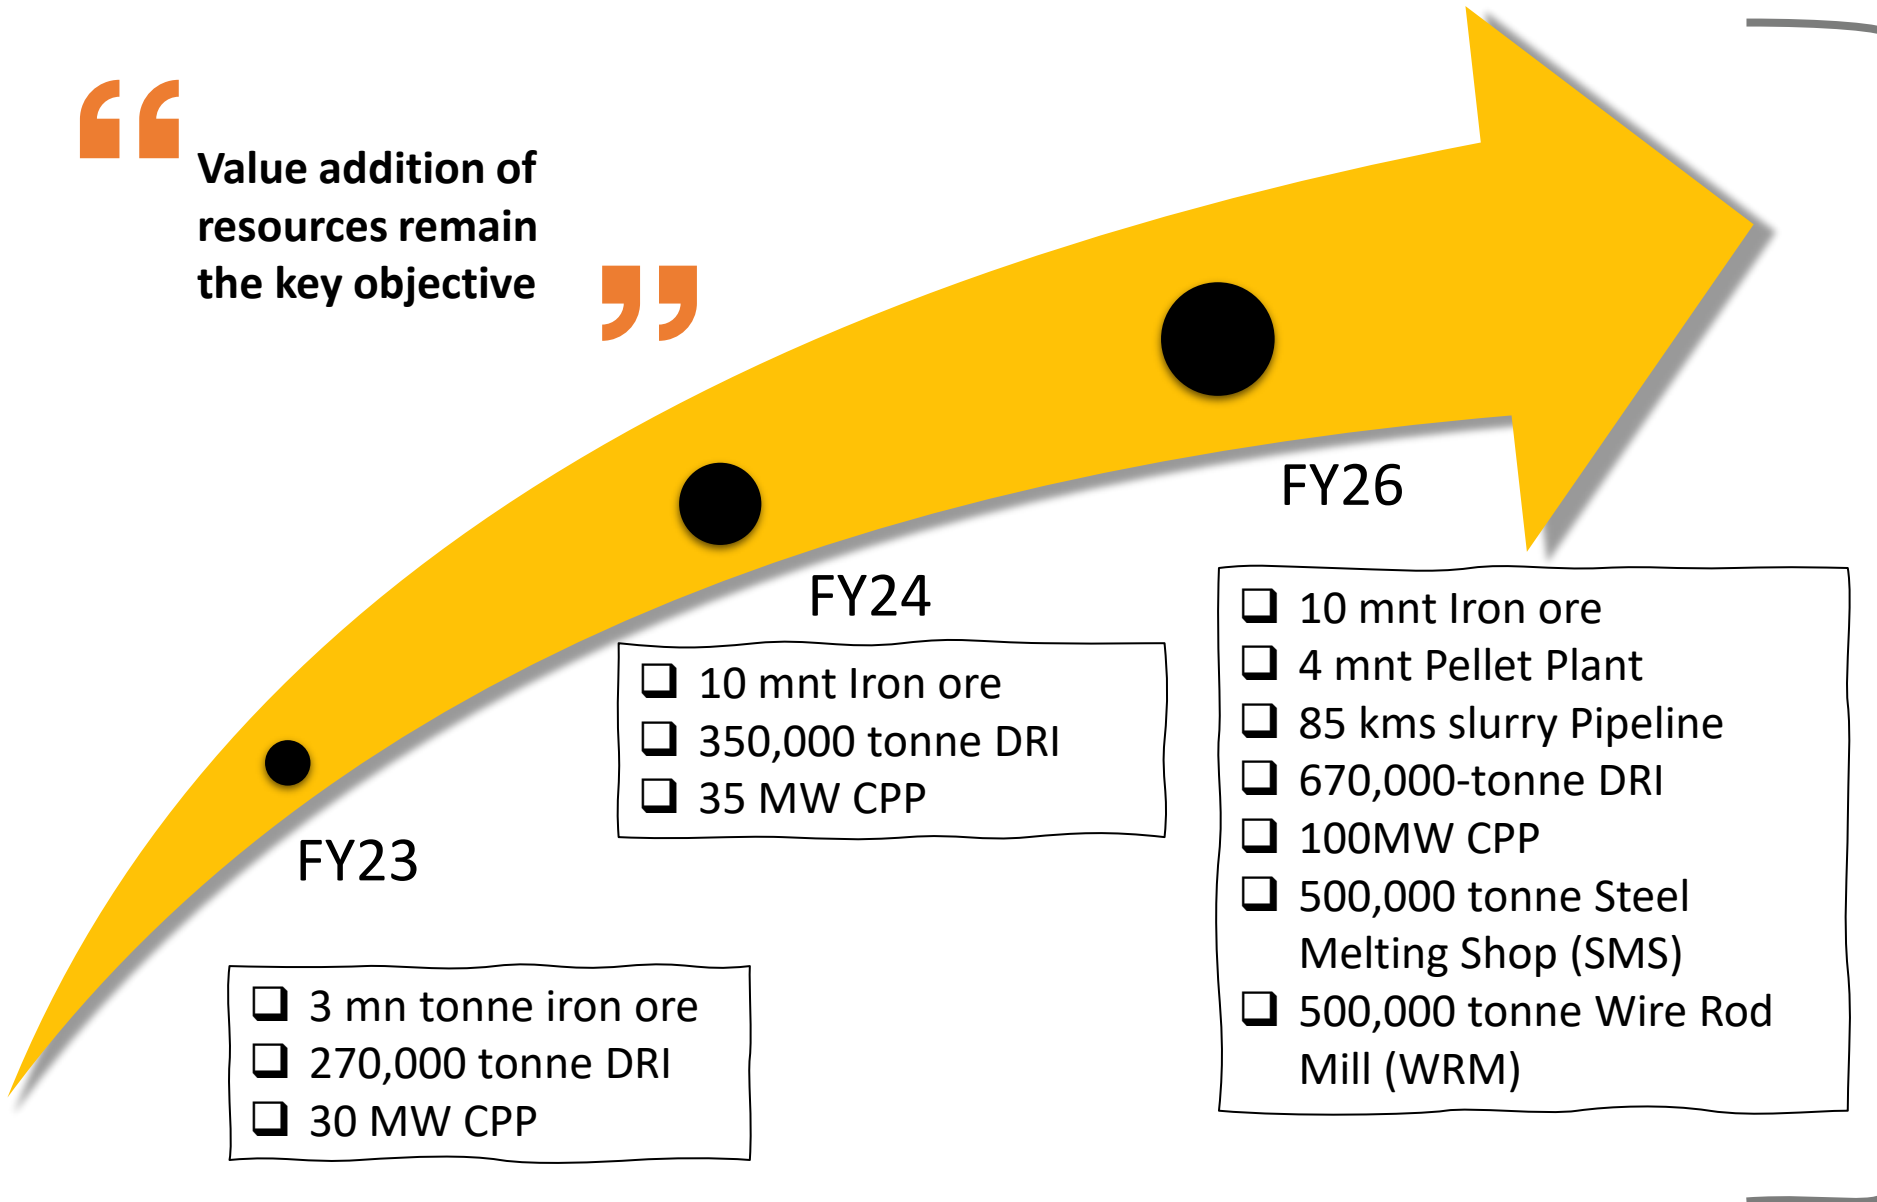 “
Value addition of
resources remain
the key objective
”
FY26
FY24
FY23
❑ 3 mn tonne iron ore
❑ 270,000 tonne DRI
❑ 30 MW CPP
❑ 10 mnt Iron ore
❑ 350,000 tonne DRI
❑ 35 MW CPP
❑ 10 mnt Iron ore
❑ 4 mnt Pellet Plant
❑ 85 kms slurry Pipeline
❑ 670,000-tonne DRI
❑ 100MW CPP
❑ 500,000 tonne Steel
Melting Shop (SMS)
❑ 500,000 tonne Wire Rod
Mill (WRM)